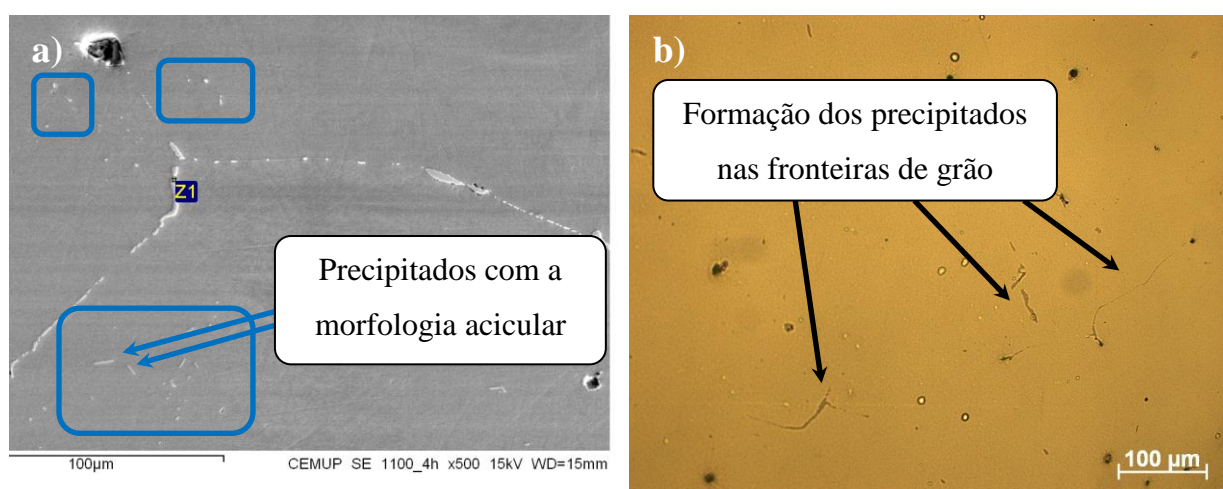 a)
Z1
Precipitados com a
morfologia acicular
100µm
CEMUP SE 1100_4h x500 15kV WD=15mm
b)
Formação dos precipitados
nas fronteiras de grão
100 µm